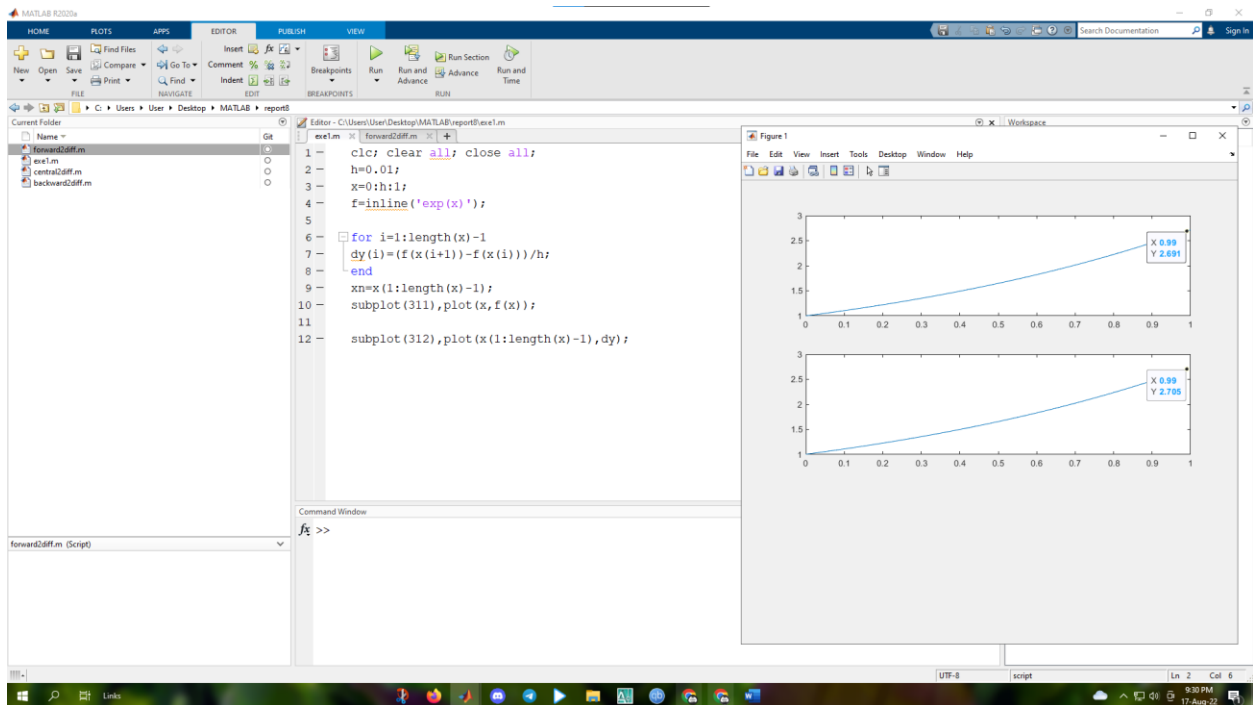 MATLAB R2020a
HOME PLOTS APPS EDITOR PUBLISH VIEW
Search Documentation Sign In
New Open Save Find Files Compare Print
Go To Find
Insert fx Comment % Indent
Breakpoints Run Run and Advance Run Section Advance Run and Time
FILE NAVIGATE EDIT BREAKPOINTS RUN
C: Users User Desktop MATLAB report8
Current Folder
Name Git
forward2diff.m
exe1.m
central2diff.m
backward2diff.m
forward2diff.m (Script)
Editor - C:\Users\User\Desktop\MATLAB\report8\exe1.m
exe1.m forward2diff.m
1 clc; clear all; close all;
2 h=0.01;
3 x=0:h:1;
4 f=inline('exp(x)');
5
6 for i=1:length(x)-1
7 dy(i)=(f(x(i+1))-f(x(i)))/h;
8 end
9 xn=x(1:length(x)-1);
10 subplot(311),plot(x,f(x));
11
12 subplot(312),plot(x(1:length(x)-1),dy);
Command Window
fx >>
Workspace
Figure 1
File Edit View Insert Tools Desktop Window Help
3
2.5
2
1.5
1
0 0.1 0.2 0.3 0.4 0.5 0.6 0.7 0.8 0.9 1
X 0.99
Y 2.691
3
2.5
2
1.5
1
0 0.1 0.2 0.3 0.4 0.5 0.6 0.7 0.8 0.9 1
X 0.99
Y 2.705
UTF-8 script Ln 2 Col 6
Links
9:30 PM
17-Aug-22